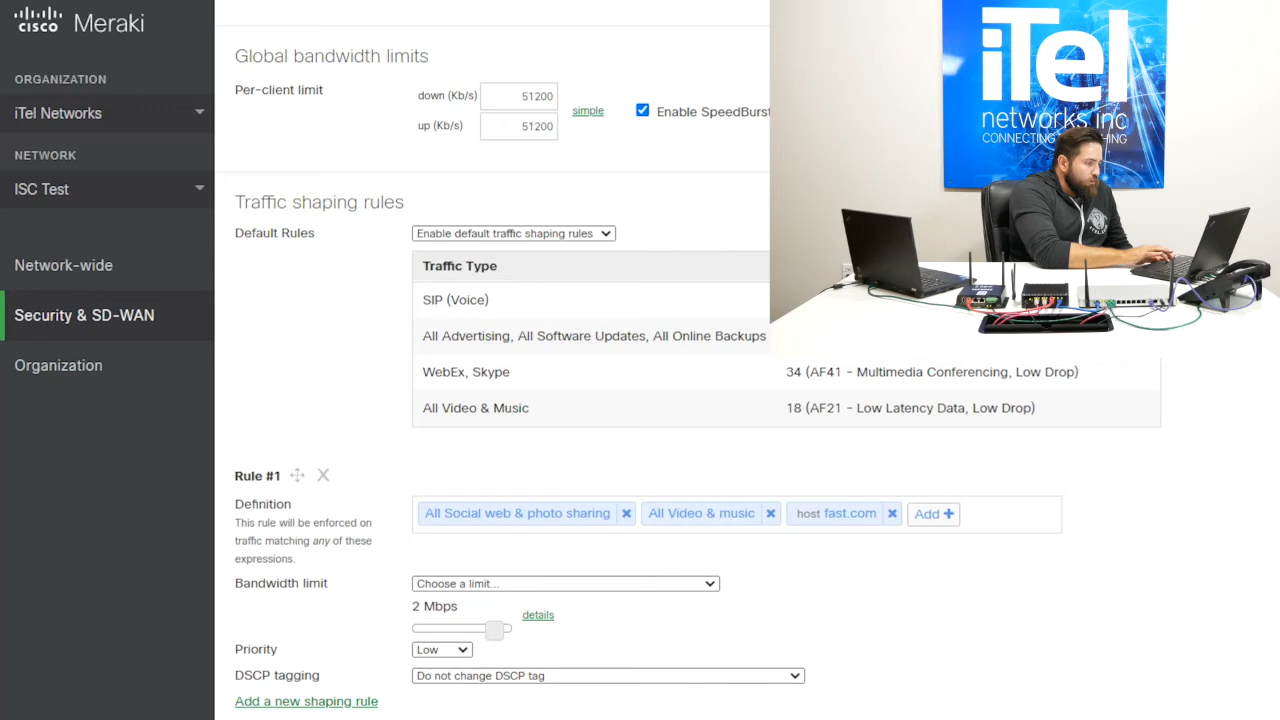 CISCO Meraki
ORGANIZATION
iTel Networks
NETWORK
ISC Test
Network-wide
Security & SD-WAN
Organization
Global bandwidth limits
Per-client limit
down (Kb/s) 51200
up (Kb/s) 51200
simple
Enable SpeedBurst
Traffic shaping rules
Default Rules Enable default traffic shaping rules
Traffic Type
SIP (Voice)
All Advertising, All Software Updates, All Online Backups
WebEx, Skype 34 (AF41 - Multimedia Conferencing, Low Drop)
All Video & Music 18 (AF21 - Low Latency Data, Low Drop)
Rule #1
Definition
This rule will be enforced on
traffic matching any of these
expressions.
All Social web & photo sharing All Video & music host fast.com Add
Bandwidth limit Choose a limit...
2 Mbps
details
Priority Low
DSCP tagging Do not change DSCP tag
Add a new shaping rule
iTel
networks inc